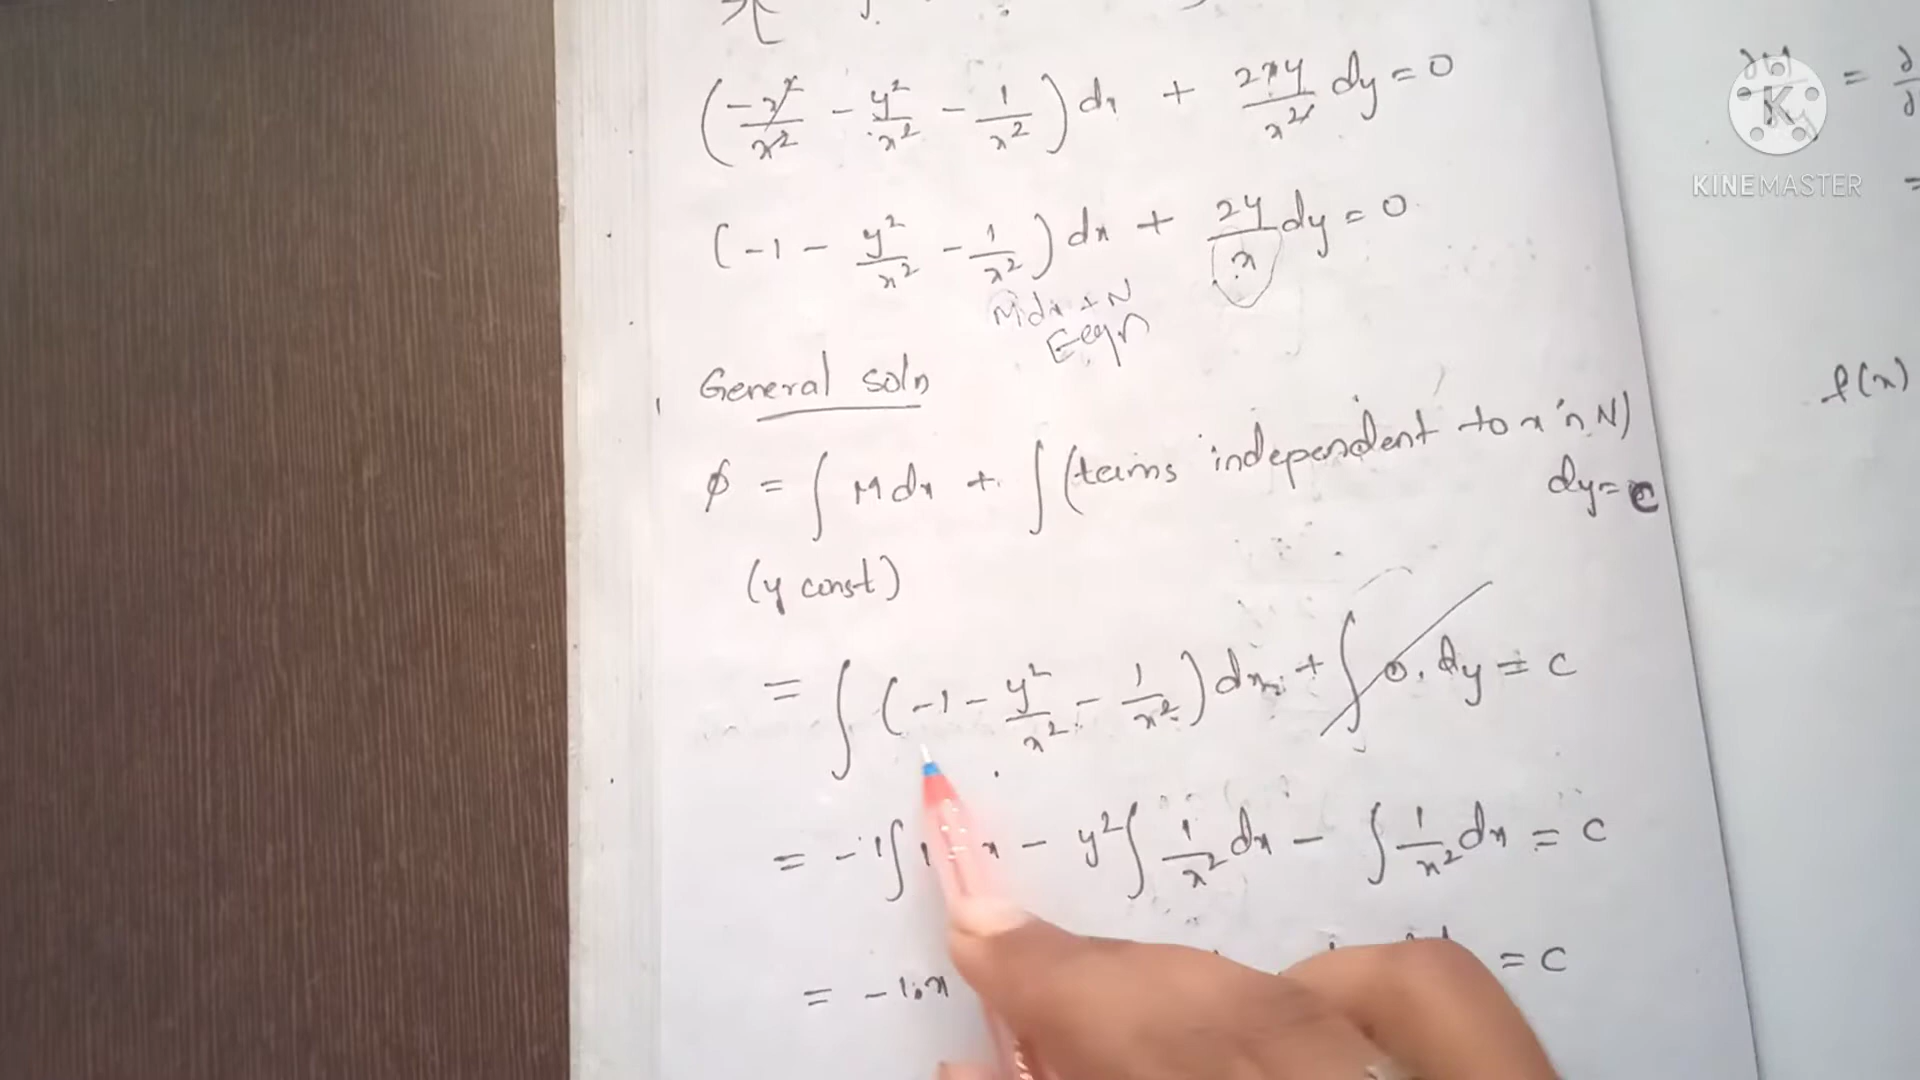 (-x²/x² - y²/x² - 1/x²) dx + 2xy/x² dy = 0
(-1 - y²/x² - 1/x²) dx + 2y/x dy = 0
Mdx + N
Eeqn
General soln
φ = ∫ M dx + ∫ (terms independent to x in N)
dy = c
(y const)
= ∫ (-1 - y²/x² - 1/x²) dx + ∫ 0. dy = c
= -1∫ 1 x - y² ∫ 1/x² dx - ∫ 1/x² dx = c
= -1.x = c
=
f(x)
KINEMASTER